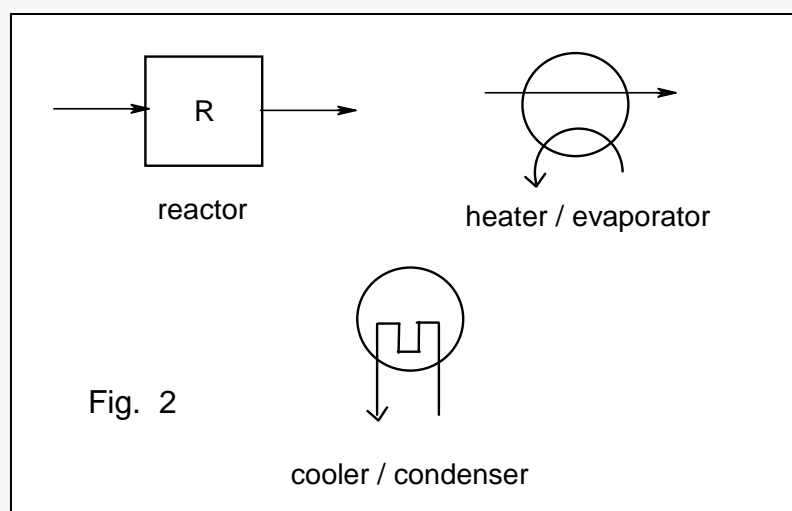 R
reactor
heater / evaporator
Fig. 2
cooler / condenser